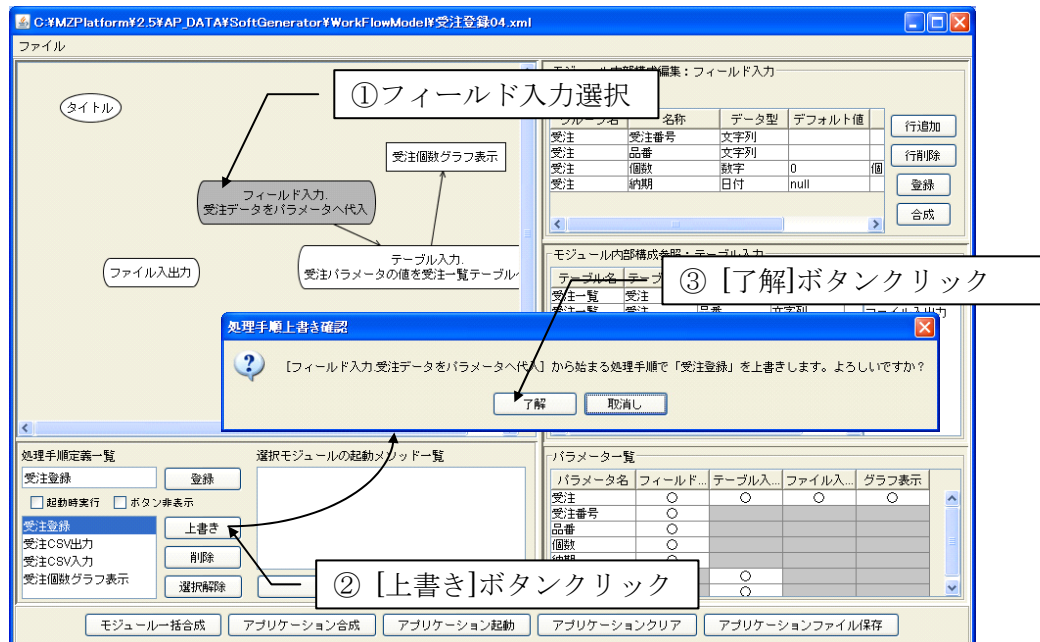 C:¥MZPlatform¥2.5¥AP_DATA¥SoftGenerator¥WorkFlowModel¥受注登録04.xml
ファイル
タイトル
①フィールド入力選択
受注個数グラフ表示
フィールド入力.
受注データをパラメータへ代入
テーブル入力.
受注パラメータの値を受注一覧テーブルへ
ファイル入出力
モジュール内部構成編集：フィールド入力
グループ名 名称 データ型 デフォルト値
受注 受注番号 文字列
受注 品番 文字列
受注 個数 数字 0 個
受注 納期 日付 null
行追加
行削除
登録
合成
モジュール内部構成参照：テーブル入力
テーブル名
③ [了解]ボタンクリック
受注一覧 受注
受注一覧 受注 品番 文字列 ファイル入出力
処理手順上書き確認
[フィールド入力.受注データをパラメータへ代入] から始まる処理手順で「受注登録」を上書きします。よろしいですか？
了解
取消し
処理手順定義一覧
受注登録
登録
起動時実行 ボタン非表示
受注登録
受注CSV出力
受注CSV入力
受注個数グラフ表示
上書き
削除
選択解除
選択モジュールの起動メソッド一覧
② [上書き]ボタンクリック
パラメーター覧
パラメータ名 フィールド... テーブル入... ファイル入... グラフ表示
受注 ○ ○ ○ ○
受注番号 ○
品番 ○
個数 ○
納期 ○
○
○
モジュール一括合成 アプリケーション合成 アプリケーション起動 アプリケーションクリア アプリケーションファイル保存